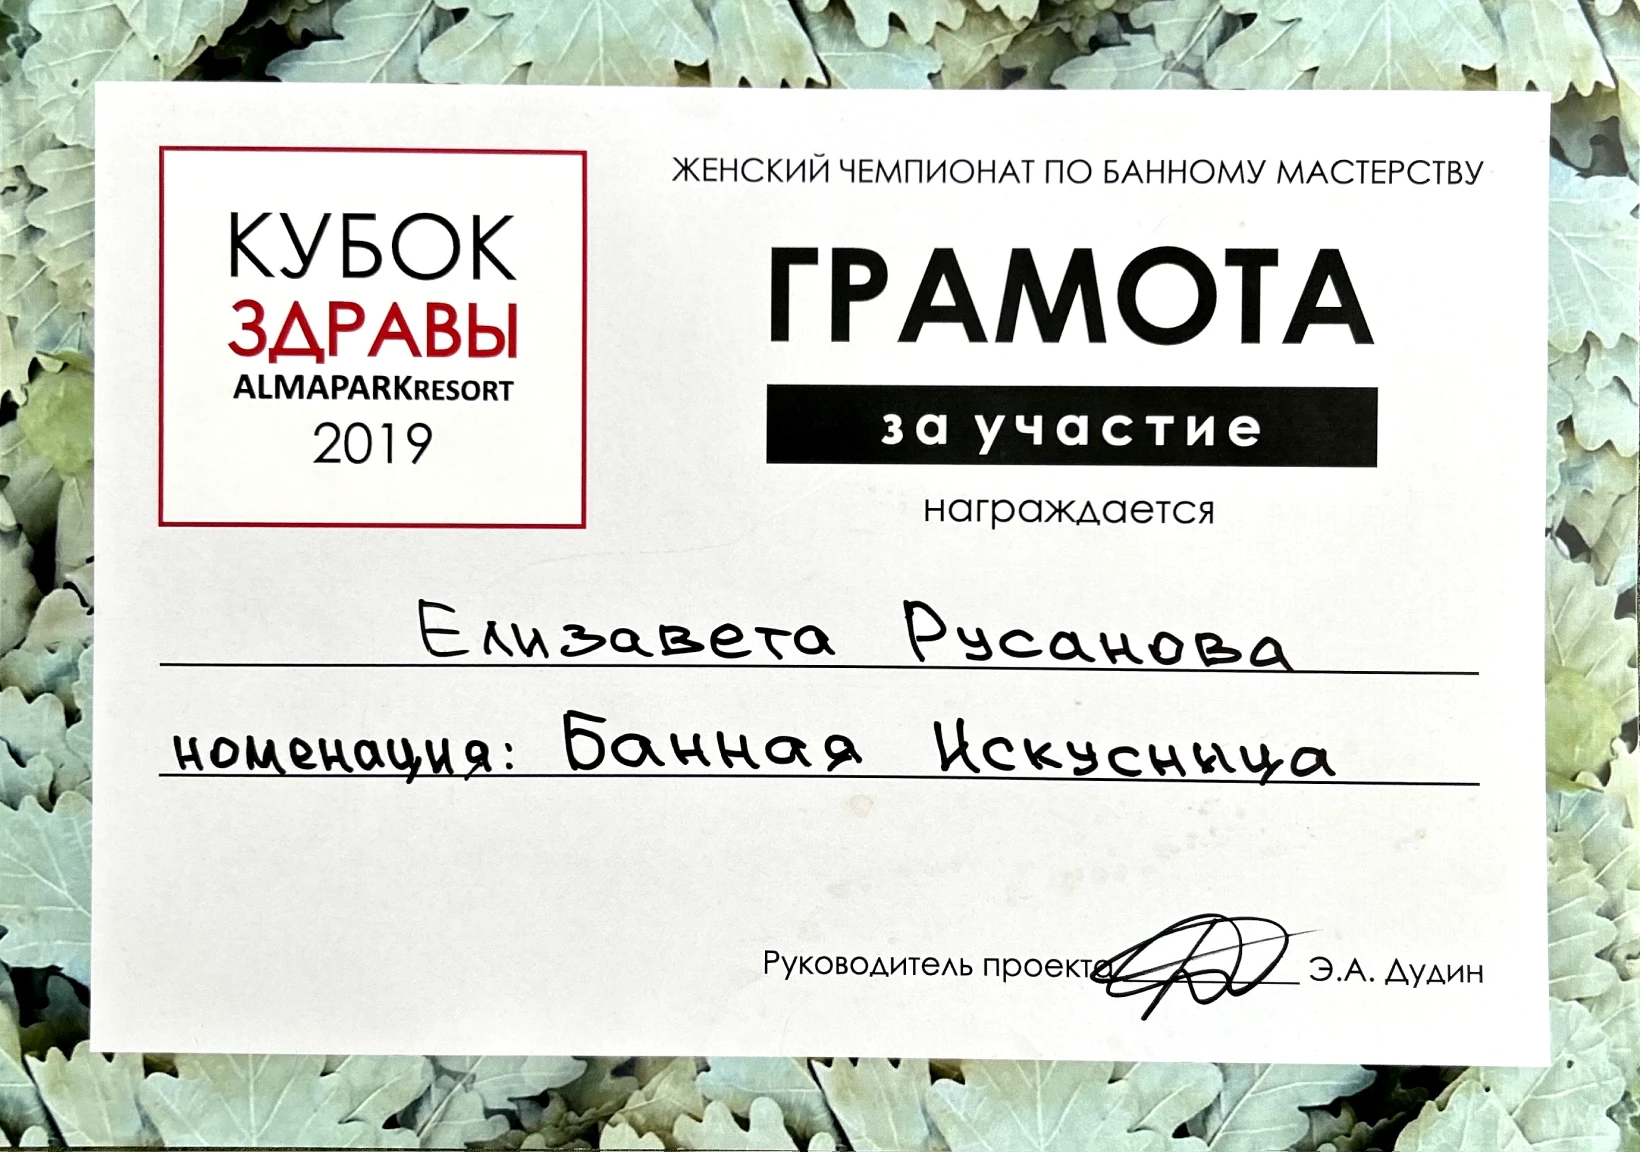 КУБОК
ЗДРАВЫ
ALMAPARKRESORT
2019
ЖЕНСКИЙ ЧЕМПИОНАТ ПО БАННОМУ МАСТЕРСТВУ
ГРАМОТА
за участие
награждается
Елизавета Русанова
номенация: Банная Искусница
Руководитель проекта Э.А. Дудин